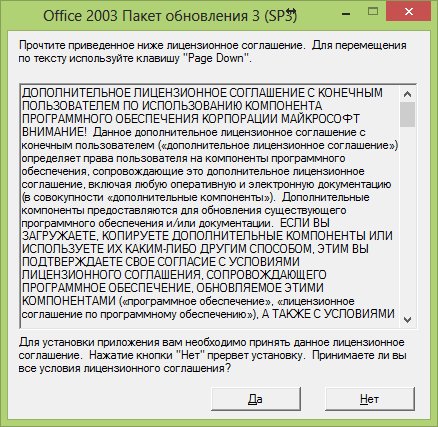 Office 2003 Пакет обновления 3 (SP3)
Прочтите приведенное ниже лицензионное соглашение. Для перемещения
по тексту используйте клавишу "Page Down".
ДОПОЛНИТЕЛЬНОЕ ЛИЦЕНЗИОННОЕ СОГЛАШЕНИЕ С КОНЕЧНЫМ
ПОЛЬЗОВАТЕЛЕМ ПО ИСПОЛЬЗОВАНИЮ КОМПОНЕНТА
ПРОГРАММНОГО ОБЕСПЕЧЕНИЯ КОРПОРАЦИИ МАЙКРОСОФТ
ВНИМАНИЕ! Данное дополнительное лицензионное соглашение с
конечным пользователем («дополнительное лицензионное соглашение»)
определяет права пользователя на компоненты программного
обеспечения, сопровождающие это дополнительное лицензионное
соглашение, включая любую оперативную и электронную документацию
(в совокупности «дополнительные компоненты»). Дополнительные
компоненты предоставляются для обновления существующего
программного обеспечения и/или документации. ЕСЛИ ВЫ
ЗАГРУЖАЕТЕ, КОПИРУЕТЕ ДОПОЛНИТЕЛЬНЫЕ КОМПОНЕНТЫ ИЛИ
ИСПОЛЬЗУЕТЕ ИХ КАКИМ-ЛИБО ДРУГИМ СПОСОБОМ, ЭТИМ ВЫ
ПОДТВЕРЖДАЕТЕ СВОЕ СОГЛАСИЕ С УСЛОВИЯМИ
ЛИЦЕНЗИОННОГО СОГЛАШЕНИЯ, СОПРОВОЖДАЮЩЕГО
ПРОГРАММНОЕ ОБЕСПЕЧЕНИЕ, ОБНОВЛЯЕМОЕ ЭТИМИ
КОМПОНЕНТАМИ («программное обеспечение», «лицензионное
соглашение по программному обеспечению»), А ТАКЖЕ С УСЛОВИЯМИ
Для установки приложения вам необходимо принять данное лицензионное
соглашение. Нажатие кнопки "Нет" прервет установку. Принимаете ли вы
все условия лицензионного соглашения?
Да
Нет